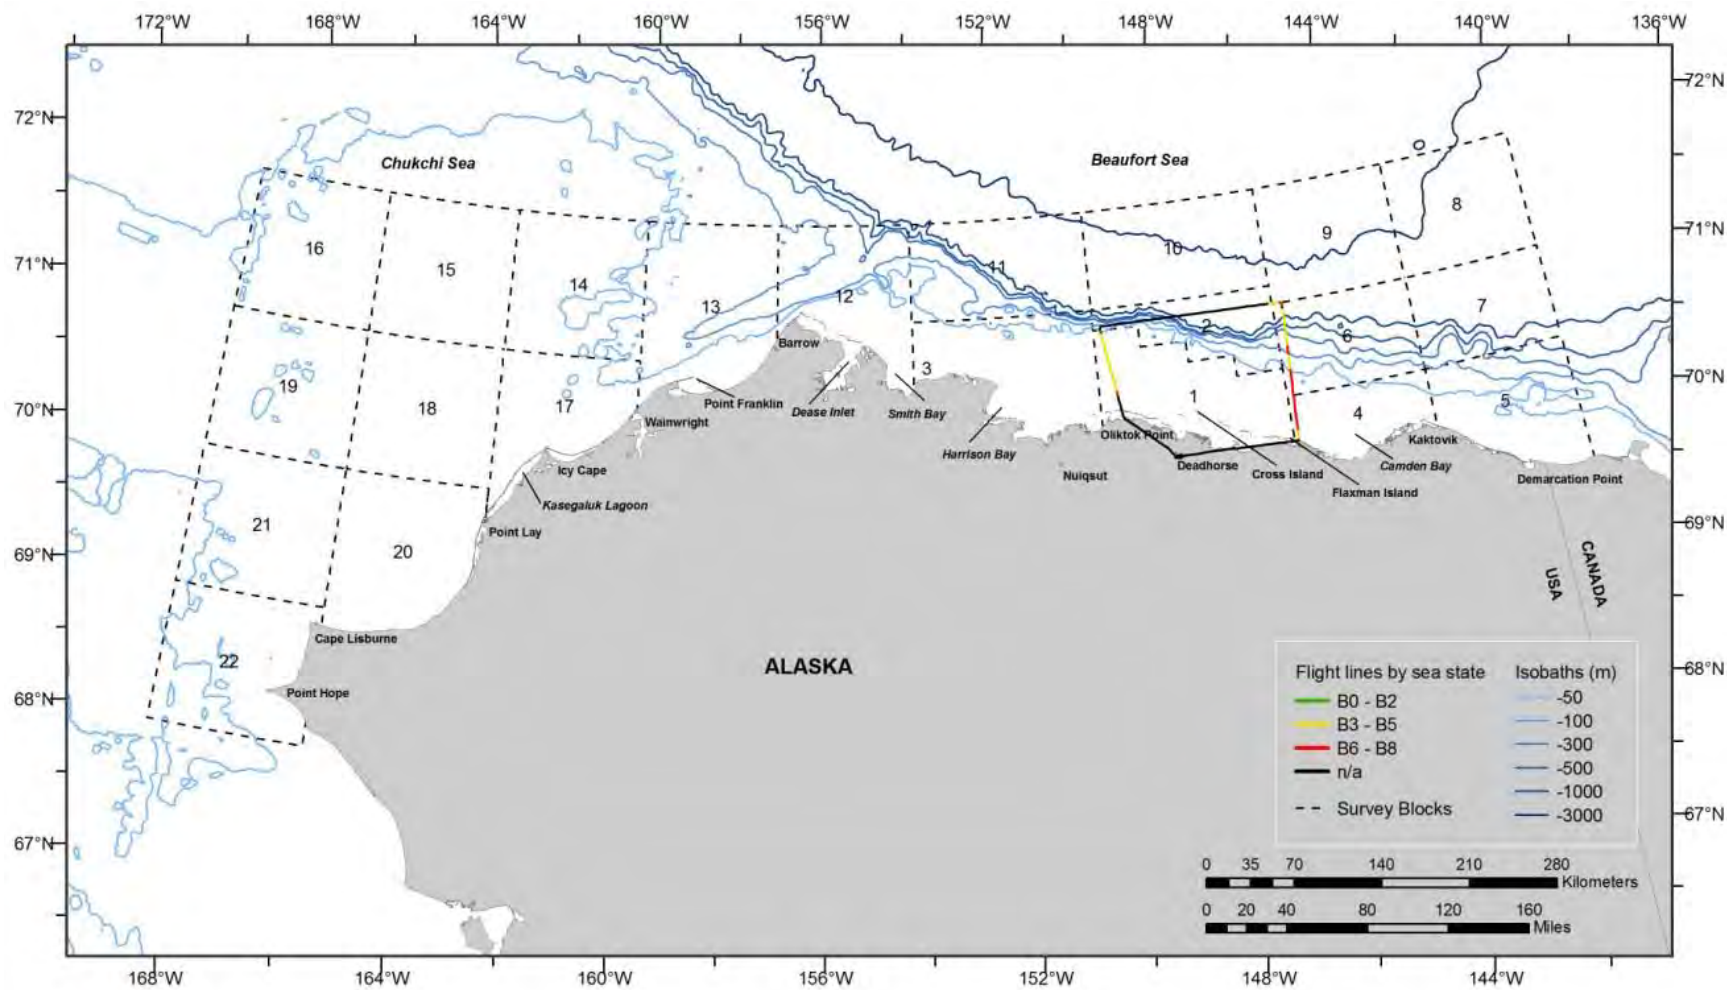 172°W 168°W 164°W 160°W 156°W 152°W 148°W 144°W 140°W 136°W
72°N
72°N
Chukchi Sea
Beaufort Sea
8
9
16
71°N
10
71°N
15
11
14
12
13
7
2
6
Barrow
70°N
3
19
1
5
18
17
Point Franklin
Dease Inlet
Smith Bay
4
70°N
Wainwright
Oliktok Point
Kaktovik
Harrison Bay
Deadhorse
Camden Bay
Icy Cape
Nuiqsut
Cross Island
Demarcation Point
Flaxman Island
Kasegaluk Lagoon
21
69°N
Point Lay
20
69°N
CANADA
USA
Cape Lisburne
22
ALASKA
68°N
Point Hope
68°N
Flight lines by sea state
B0 - B2
B3 - B5
B6 - B8
n/a
Survey Blocks
Isobaths (m)
-50
-100
-300
-500
-1000
-3000
67°N
67°N
0 35 70 140 210 280
Kilometers
0 20 40 80 120 160
Miles
168°W 164°W 160°W 156°W 152°W 148°W 144°W